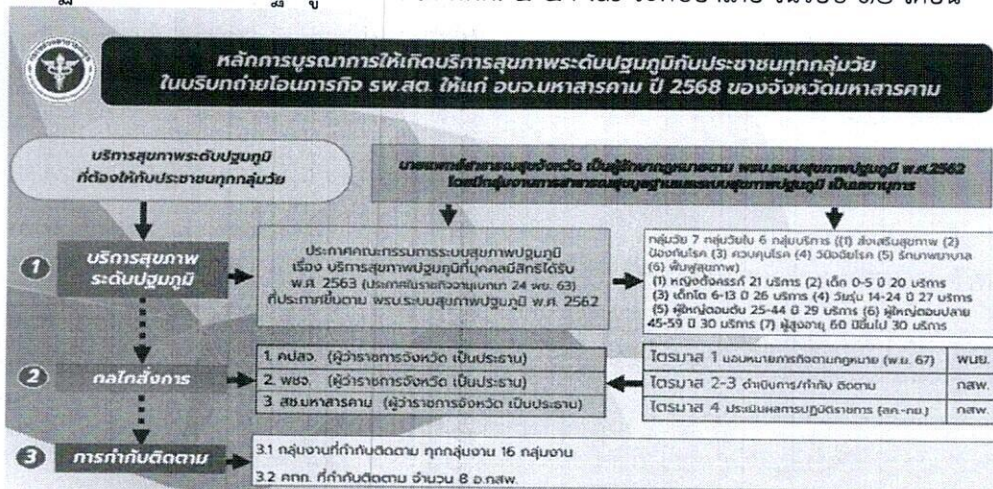 หลักการบูรณาการให้เกิดบริการสุขภาพระดับปฐมภูมิกับประชาชนทุกกลุ่มวัย
ในบริบทถ่ายโอนภารกิจ รพ.สต. ให้แก่ อบจ.มหาสารคาม ปี 2568 ของจังหวัดมหาสารคาม
บริการสุขภาพระดับปฐมภูมิ
ที่ต้องให้กับประชาชนทุกกลุ่มวัย
นายแพทย์สาธารณสุขจังหวัด เป็นผู้รักษากฎหมายตาม พรบ.ระบบสุขภาพปฐมภูมิ พ.ศ.2562
โดยมีกลุ่มงานการสาธารณสุขมูลฐานและระบบสุขภาพปฐมภูมิ เป็นเลขานุการ
1
บริการสุขภาพ
ระดับปฐมภูมิ
ประกาศคณะกรรมการระบบสุขภาพปฐมภูมิ
เรื่อง บริการสุขภาพปฐมภูมิที่บุคคลมีสิทธิได้รับ
พ.ศ. 2563 (ประกาศในราชกิจจานุเบกษา 24 พย. 63)
ที่ประกาศขึ้นตาม พรบ.ระบบสุขภาพปฐมภูมิ พ.ศ. 2562
กลุ่มวัย 7 กลุ่มวัยใน 6 กลุ่มบริการ ((1) ส่งเสริมสุขภาพ (2)
ป้องกันโรค (3) ควบคุมโรค (4) วินิจฉัยโรค (5) รักษาพยาบาล
(6) ฟื้นฟูสุขภาพ)
(1) หญิงตั้งครรภ์ 21 บริการ (2) เด็ก 0-5 ปี 20 บริการ
(3) เด็กโต 6-13 ปี 26 บริการ (4) วัยรุ่น 14-24 ปี 27 บริการ
(5) ผู้ใหญ่ตอนต้น 25-44 ปี 29 บริการ (6) ผู้ใหญ่ตอนปลาย
45-59 ปี 30 บริการ (7) ผู้สูงอายุ 60 ปีขึ้นไป 30 บริการ
2
กลไกสั่งการ
1. คปสจ. (ผู้ว่าราชการจังหวัด เป็นประธาน)
2. พชจ. (ผู้ว่าราชการจังหวัด เป็นประธาน)
3. สช.มหาสารคาม (ผู้ว่าราชการจังหวัด เป็นประธาน)
ไตรมาส 1 มอบหมายภารกิจตามกฎหมาย (พ.ย. 67)
ไตรมาส 2-3 ดำเนินการ/กำกับ ติดตาม กสพ.
ไตรมาส 4 ประเมินผลการปฏิบัติราชการ (สค.-กย.) กสพ.
3
การกำกับติดตาม
3.1 กลุ่มงานที่กำกับติดตาม ทุกกลุ่มงาน 16 กลุ่มงาน
3.2 คกก. ที่กำกับติดตาม จำนวน 8 อ.กสพ.